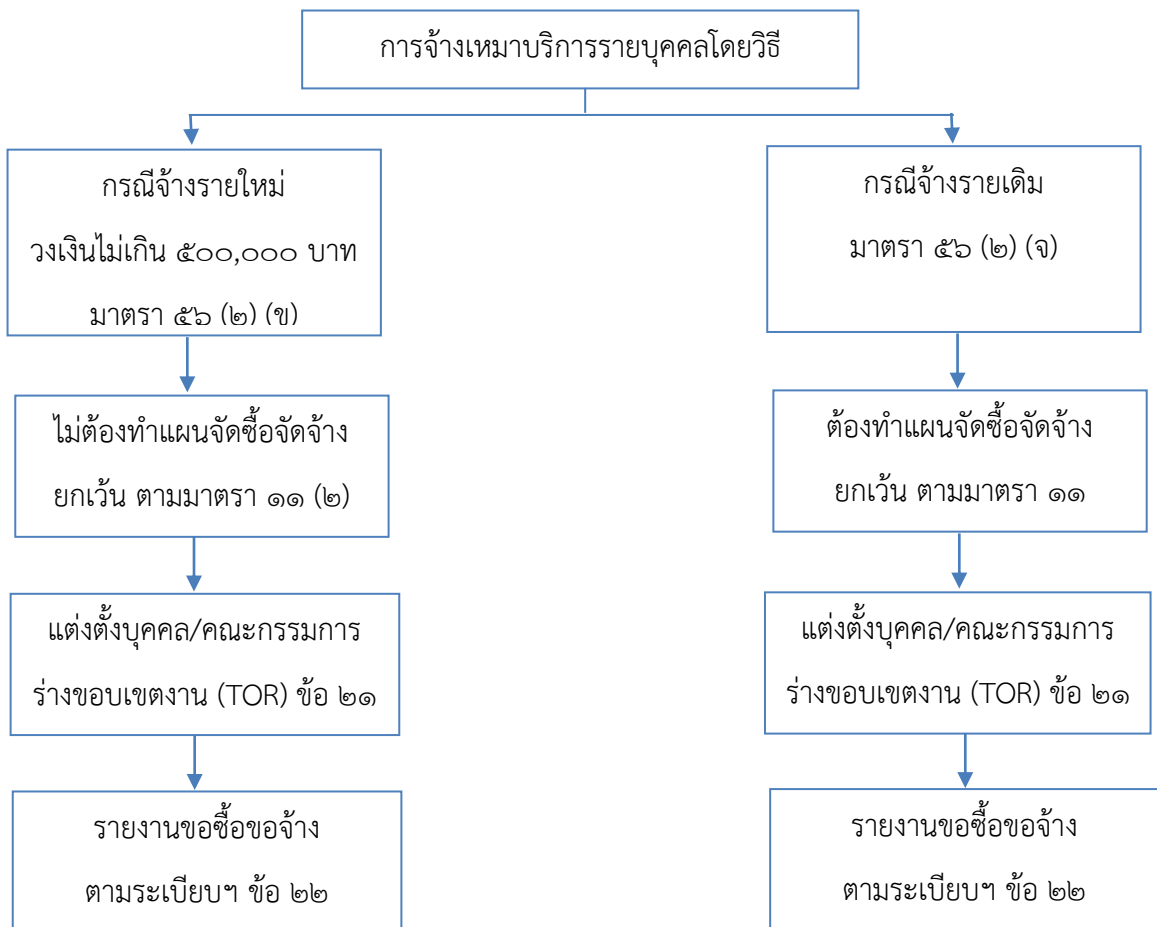 การจ้างเหมาบริการรายบุคคลโดยวิธี
กรณีจ้างรายใหม่
วงเงินไม่เกิน ๕๐๐,๐๐๐ บาท
มาตรา ๕๖ (๒) (ข)
ไม่ต้องทำแผนจัดซื้อจัดจ้าง
ยกเว้น ตามมาตรา ๑๑ (๒)
แต่งตั้งบุคคล/คณะกรรมการ
ร่างขอบเขตงาน (TOR) ข้อ ๒๑
รายงานขอซื้อขอจ้าง
ตามระเบียบฯ ข้อ ๒๒
กรณีจ้างรายเดิม
มาตรา ๕๖ (๒) (จ)
ต้องทำแผนจัดซื้อจัดจ้าง
ยกเว้น ตามมาตรา ๑๑
แต่งตั้งบุคคล/คณะกรรมการ
ร่างขอบเขตงาน (TOR) ข้อ ๒๑
รายงานขอซื้อขอจ้าง
ตามระเบียบฯ ข้อ ๒๒